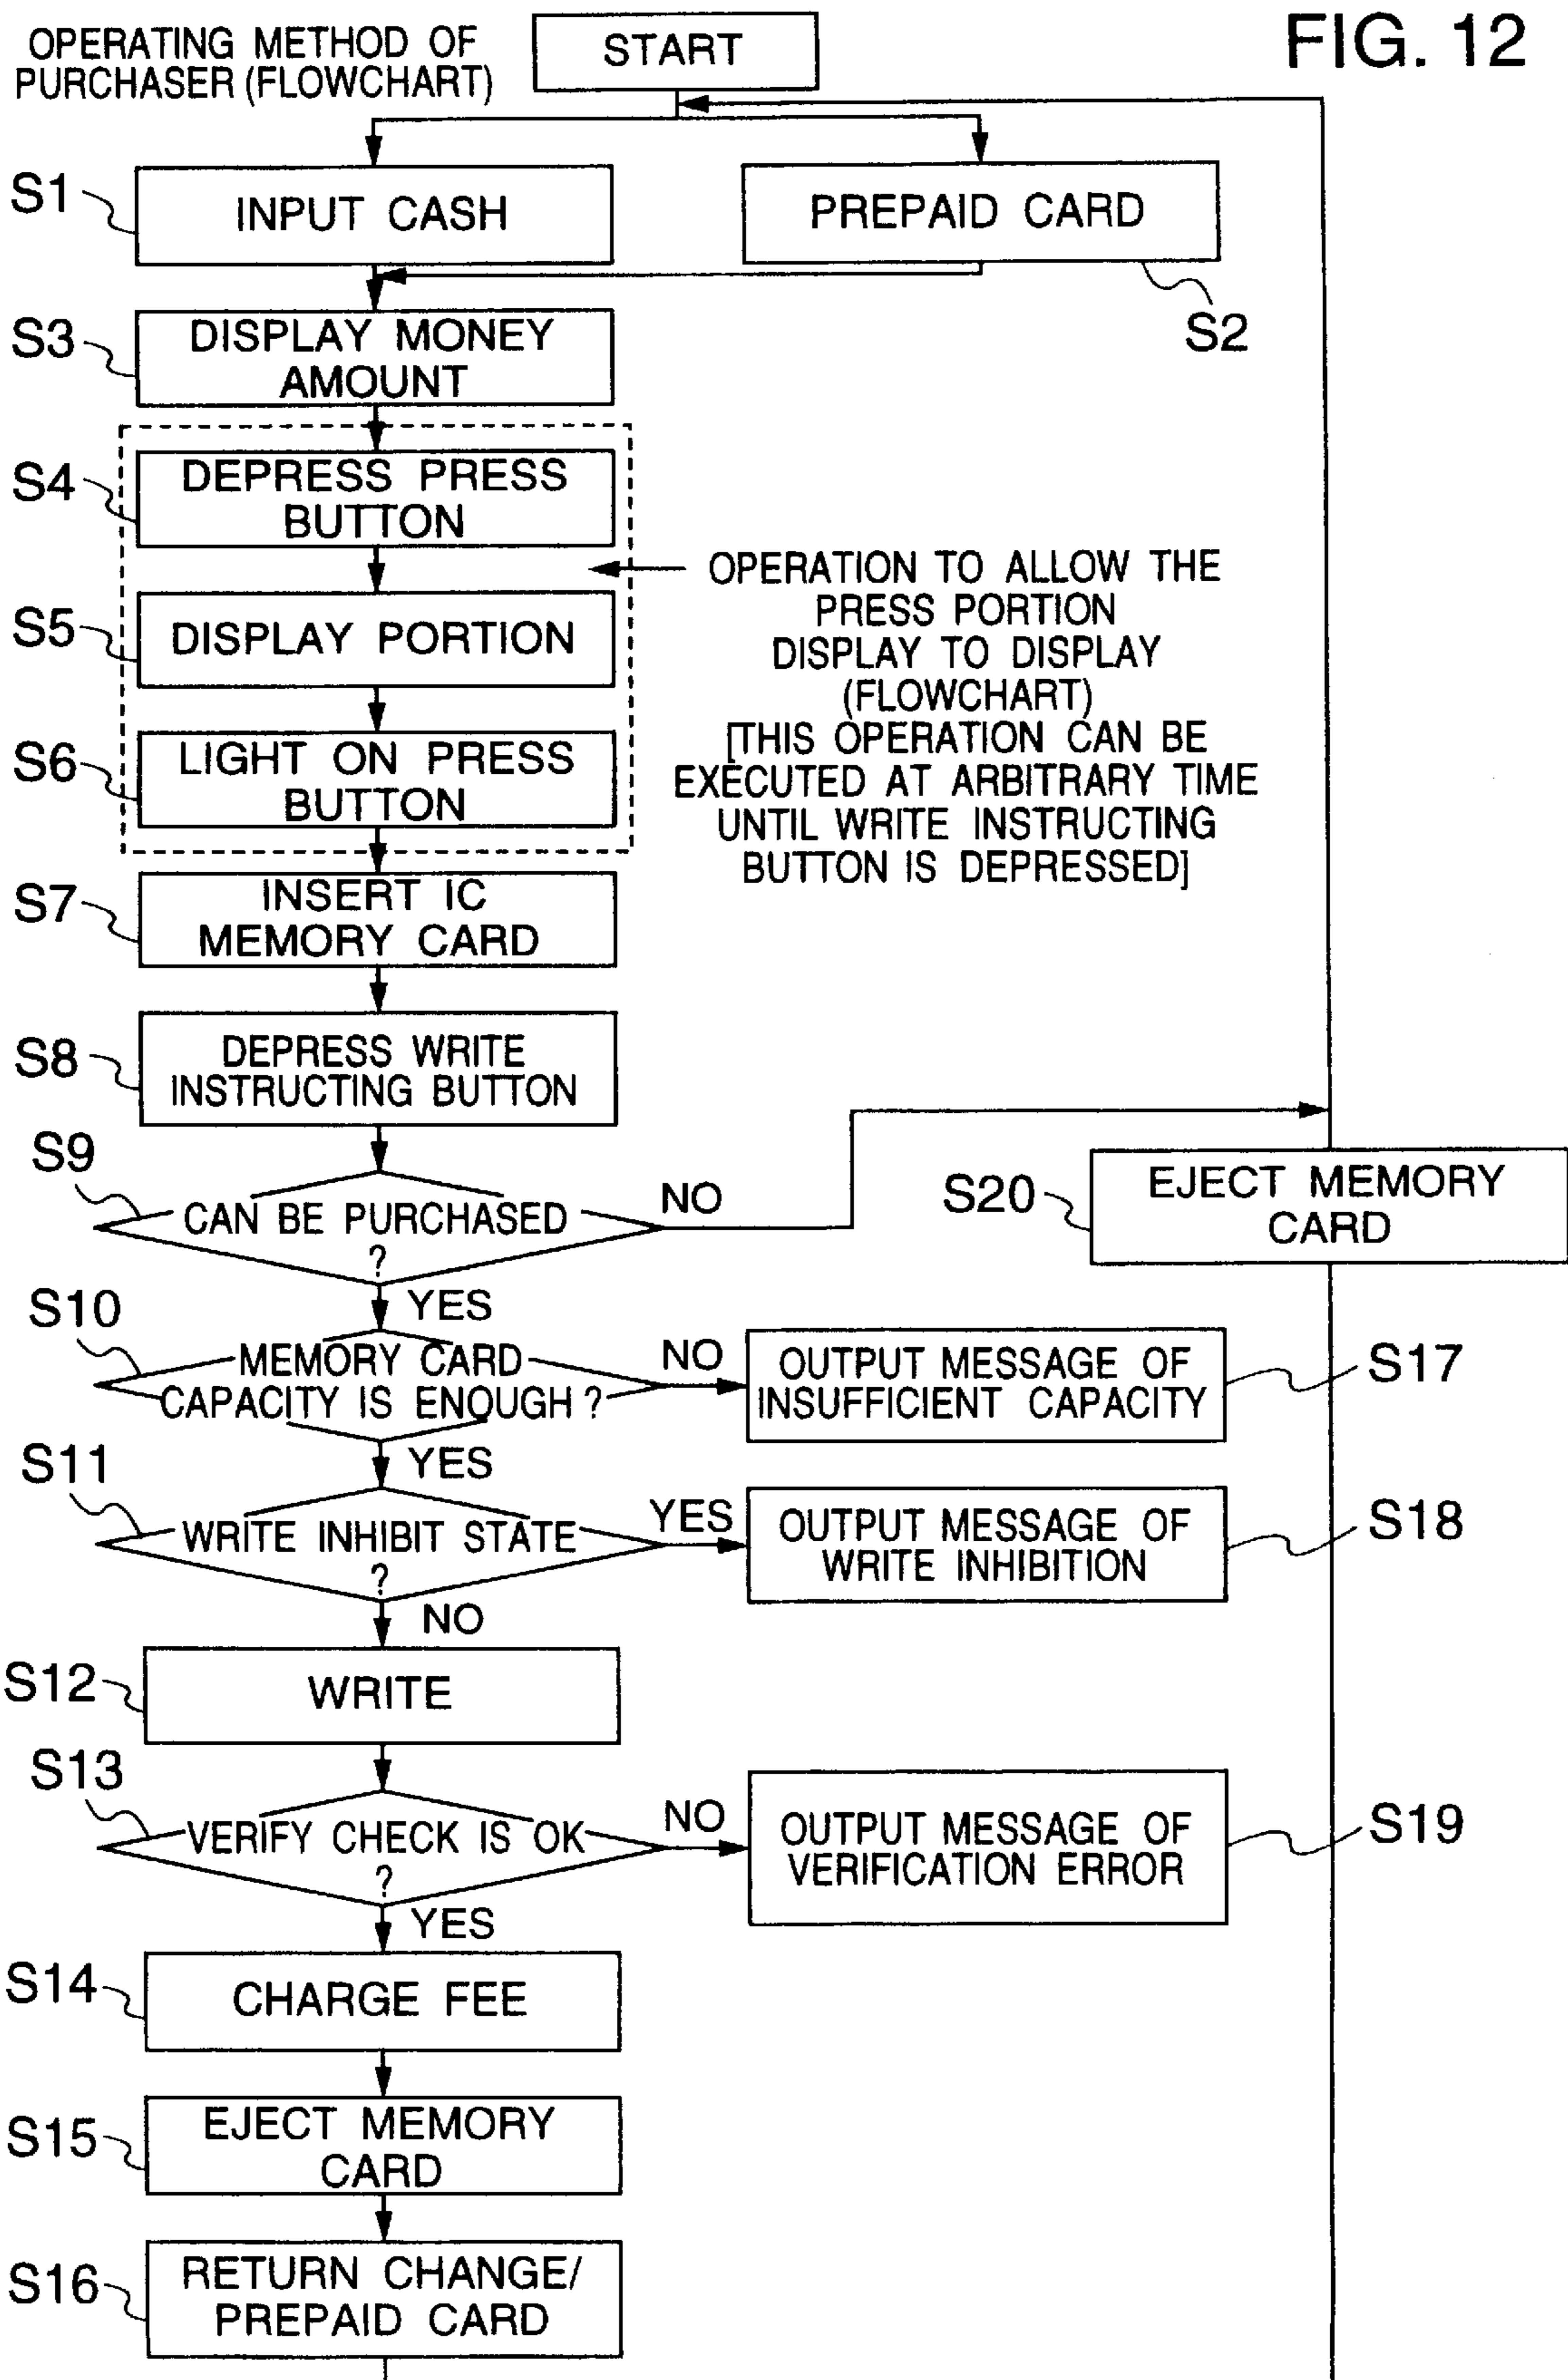 OPERATING METHOD OF
PURCHASER (FLOWCHART)
START
FIG. 12
S1
INPUT CASH
PREPAID CARD
S2
S3
DISPLAY MONEY
AMOUNT
S4
DEPRESS PRESS
BUTTON
S5
DISPLAY PORTION
S6
LIGHT ON PRESS
BUTTON
OPERATION TO ALLOW THE
PRESS PORTION
DISPLAY TO DISPLAY
(FLOWCHART)
[THIS OPERATION CAN BE
EXECUTED AT ARBITRARY TIME
UNTIL WRITE INSTRUCTING
BUTTON IS DEPRESSED]
S7
INSERT IC
MEMORY CARD
S8
DEPRESS WRITE
INSTRUCTING BUTTON
S9
CAN BE PURCHASED
?
NO
YES
S20
EJECT MEMORY
CARD
S10
MEMORY CARD
CAPACITY IS ENOUGH ?
NO
YES
OUTPUT MESSAGE OF
INSUFFICIENT CAPACITY
S17
S11
WRITE INHIBIT STATE
?
YES
NO
OUTPUT MESSAGE OF
WRITE INHIBITION
S18
S12
WRITE
S13
VERIFY CHECK IS OK
?
NO
YES
OUTPUT MESSAGE OF
VERIFICATION ERROR
S19
S14
CHARGE FEE
S15
EJECT MEMORY
CARD
S16
RETURN CHANGE/
PREPAID CARD